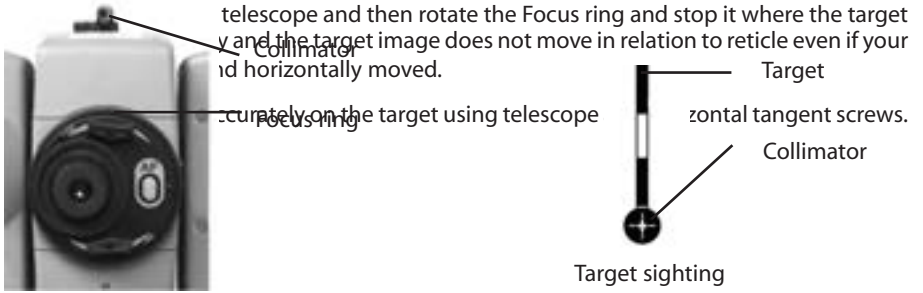 telescope and then rotate the Focus ring and stop it where the target
y and the target image does not move in relation to reticle even if your
Collimator
nd horizontally moved.
Target
ccurately on the target using telescope zontal tangent screws.
Focus ring
Collimator
AF
Target sighting